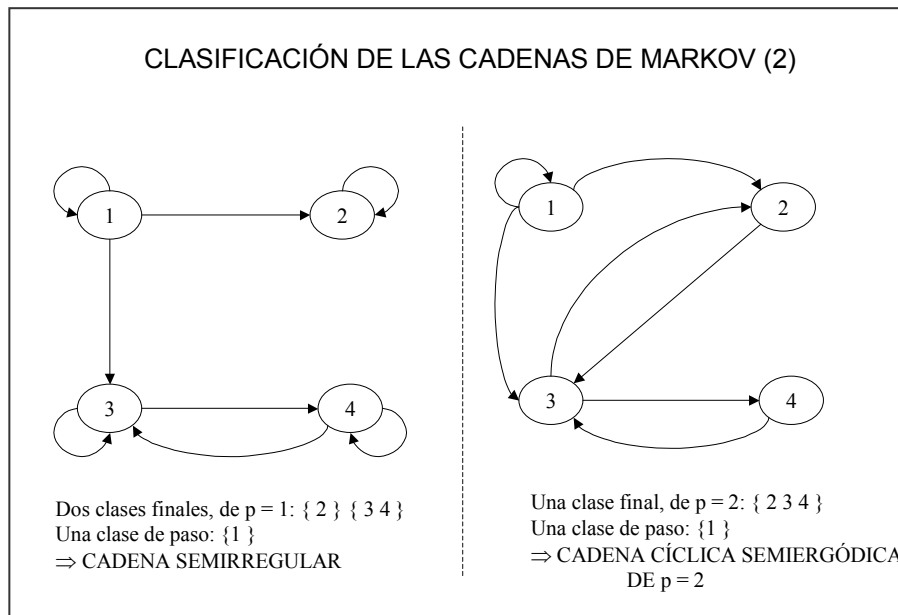 CLASIFICACIÓN DE LAS CADENAS DE MARKOV (2)
1
2
3
4
Dos clases finales, de p = 1: { 2 } { 3 4 }
Una clase de paso: {1 }
⇒ CADENA SEMIRREGULAR
1
2
3
4
Una clase final, de p = 2: { 2 3 4 }
Una clase de paso: {1 }
⇒ CADENA CÍCLICA SEMIERGÓDICA
DE p = 2